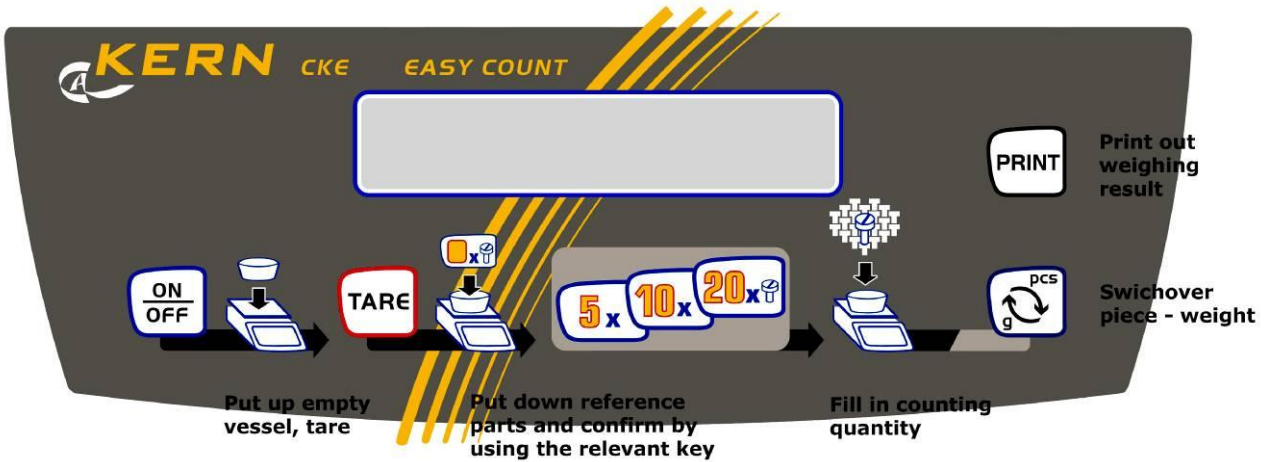 KERN CKE EASY COUNT
A
PRINT
Print out
weighing
result
ON
OFF
TARE
x
5 x
10x
20x
pcs
g
Swichover
piece - weight
Put up empty
vessel, tare
Put down reference
parts and confirm by
using the relevant key
Fill in counting
quantity